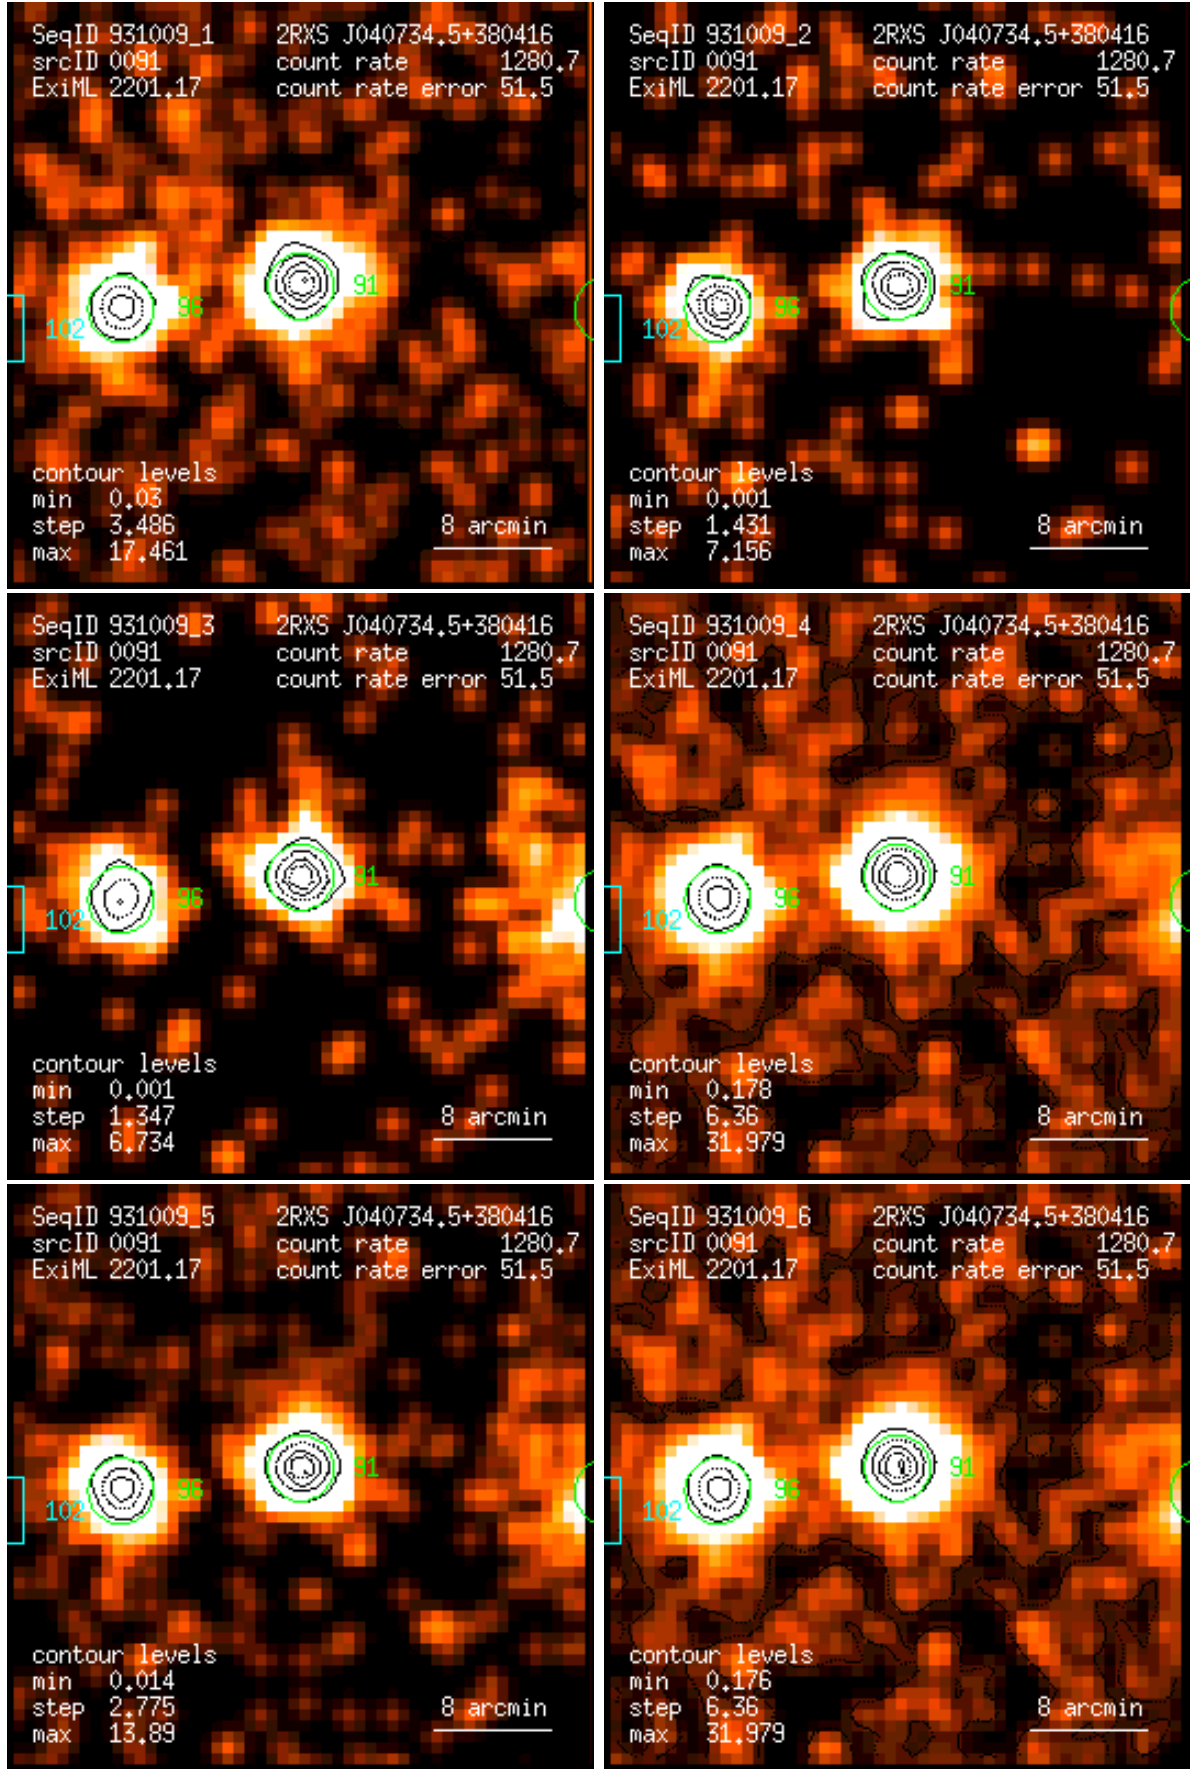 SeqID 931009_1 2RXS J040734.5+380416
srcID 0091 count rate 1280.7
ExiML 2201.17 count rate error 51.5
91
96
102
contour levels
min 0.03
step 3.486 8 arcmin
max 17.461
SeqID 931009_2 2RXS J040734.5+380416
srcID 0091 count rate 1280.7
ExiML 2201.17 count rate error 51.5
91
96
102
contour levels
min 0.001
step 1.431 8 arcmin
max 7.156
SeqID 931009_3 2RXS J040734.5+380416
srcID 0091 count rate 1280.7
ExiML 2201.17 count rate error 51.5
91
96
102
contour levels
min 0.001
step 1.347 8 arcmin
max 6.734
SeqID 931009_4 2RXS J040734.5+380416
srcID 0091 count rate 1280.7
ExiML 2201.17 count rate error 51.5
91
96
102
contour levels
min 0.178
step 6.36 8 arcmin
max 31.979
SeqID 931009_5 2RXS J040734.5+380416
srcID 0091 count rate 1280.7
ExiML 2201.17 count rate error 51.5
91
96
102
contour levels
min 0.014
step 2.775 8 arcmin
max 13.89
SeqID 931009_6 2RXS J040734.5+380416
srcID 0091 count rate 1280.7
ExiML 2201.17 count rate error 51.5
91
96
102
contour levels
min 0.176
step 6.36 8 arcmin
max 31.979